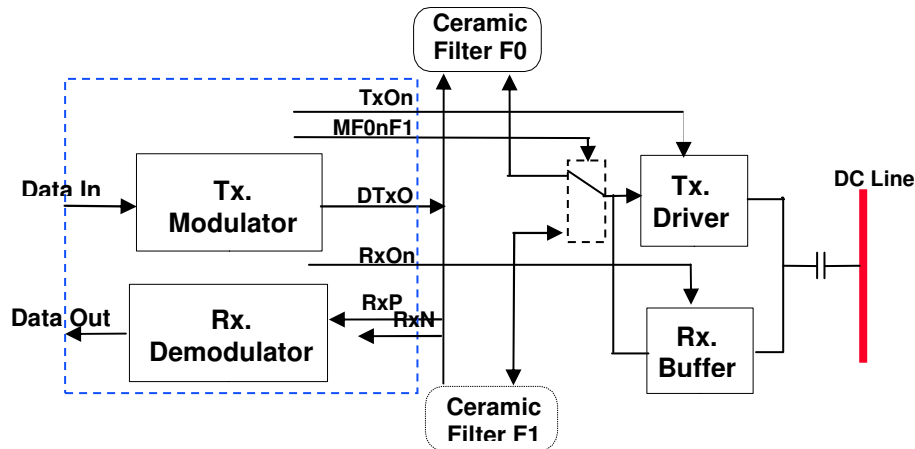 Ceramic
Filter F0
TxOn
MF0nF1
Data In
Tx.
Modulator
DTxO
Tx.
Driver
DC Line
RxOn
Data Out
Rx.
Demodulator
RxP
RxN
Rx.
Buffer
Ceramic
Filter F1